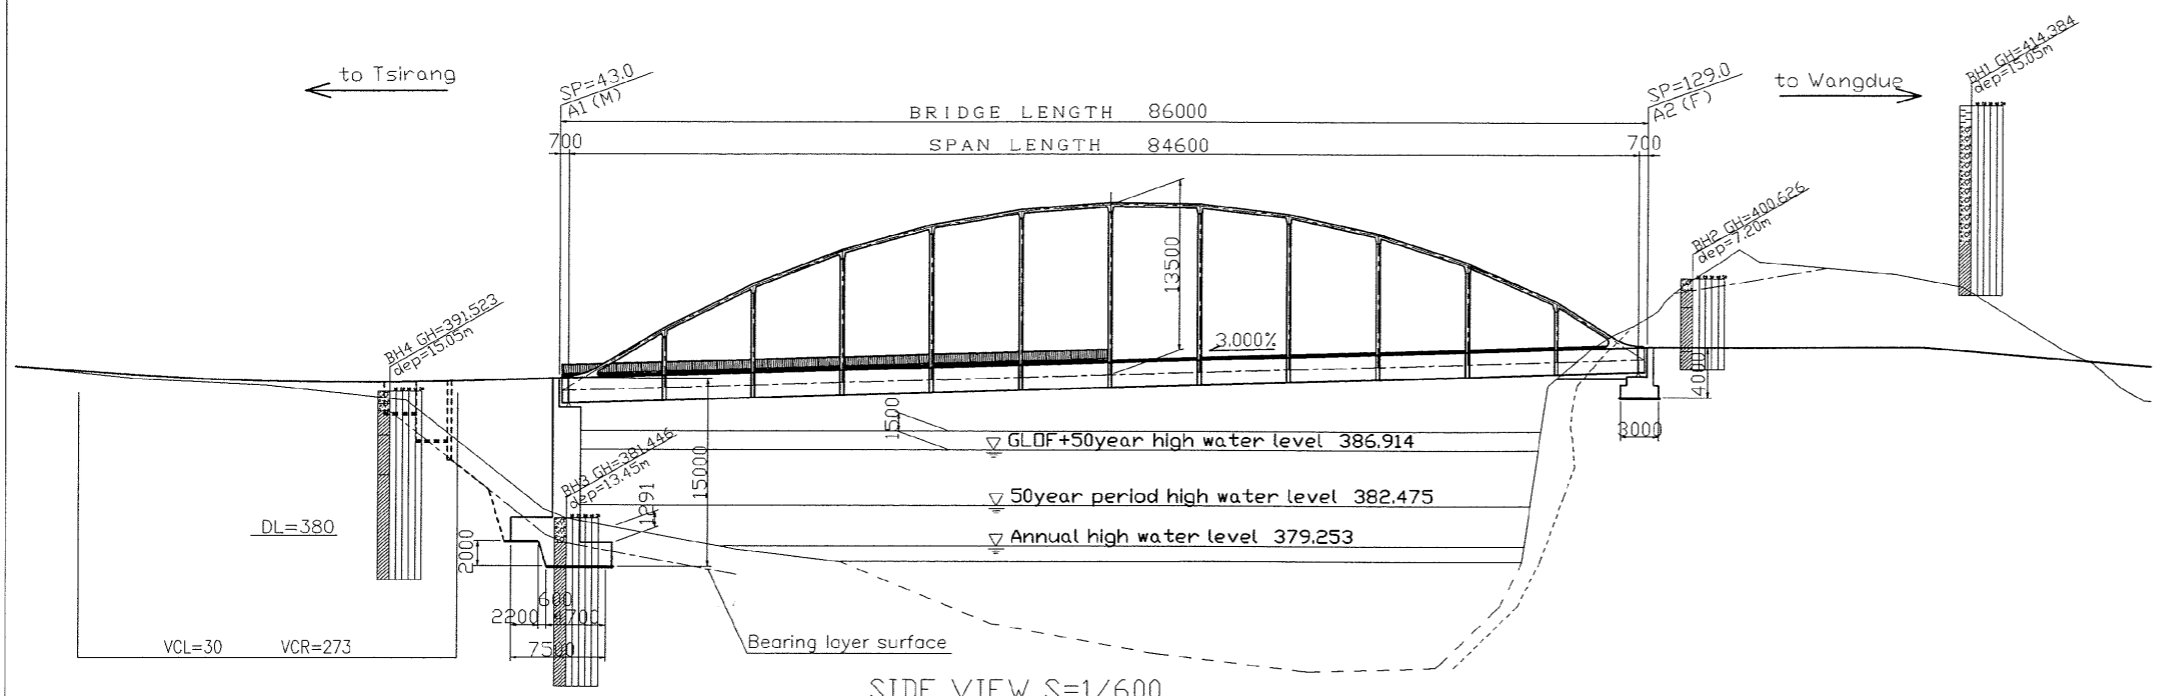 to Tsirang
SP=43.0
A1 (M)
BRIDGE LENGTH 86000
SP=129.0
A2 (F)
to Wangdue
BH1 GH=414.384
dep=15.05m
700
SPAN LENGTH 84600
700
BH2 GH=400.626
dep=7.20m
13500
3.000%
BH4 GH=391.523
dep=15.05m
4000
3000
1500
GLOF+50year high water level 386.914
BH3 GH=381.446
dep=13.45m
15000
1291
50year period high water level 382.475
DL=380
2000
Annual high water level 379.253
600
2200 4700
VCL=30 VCR=273
Bearing layer surface
SIDE VIEW S=1/600